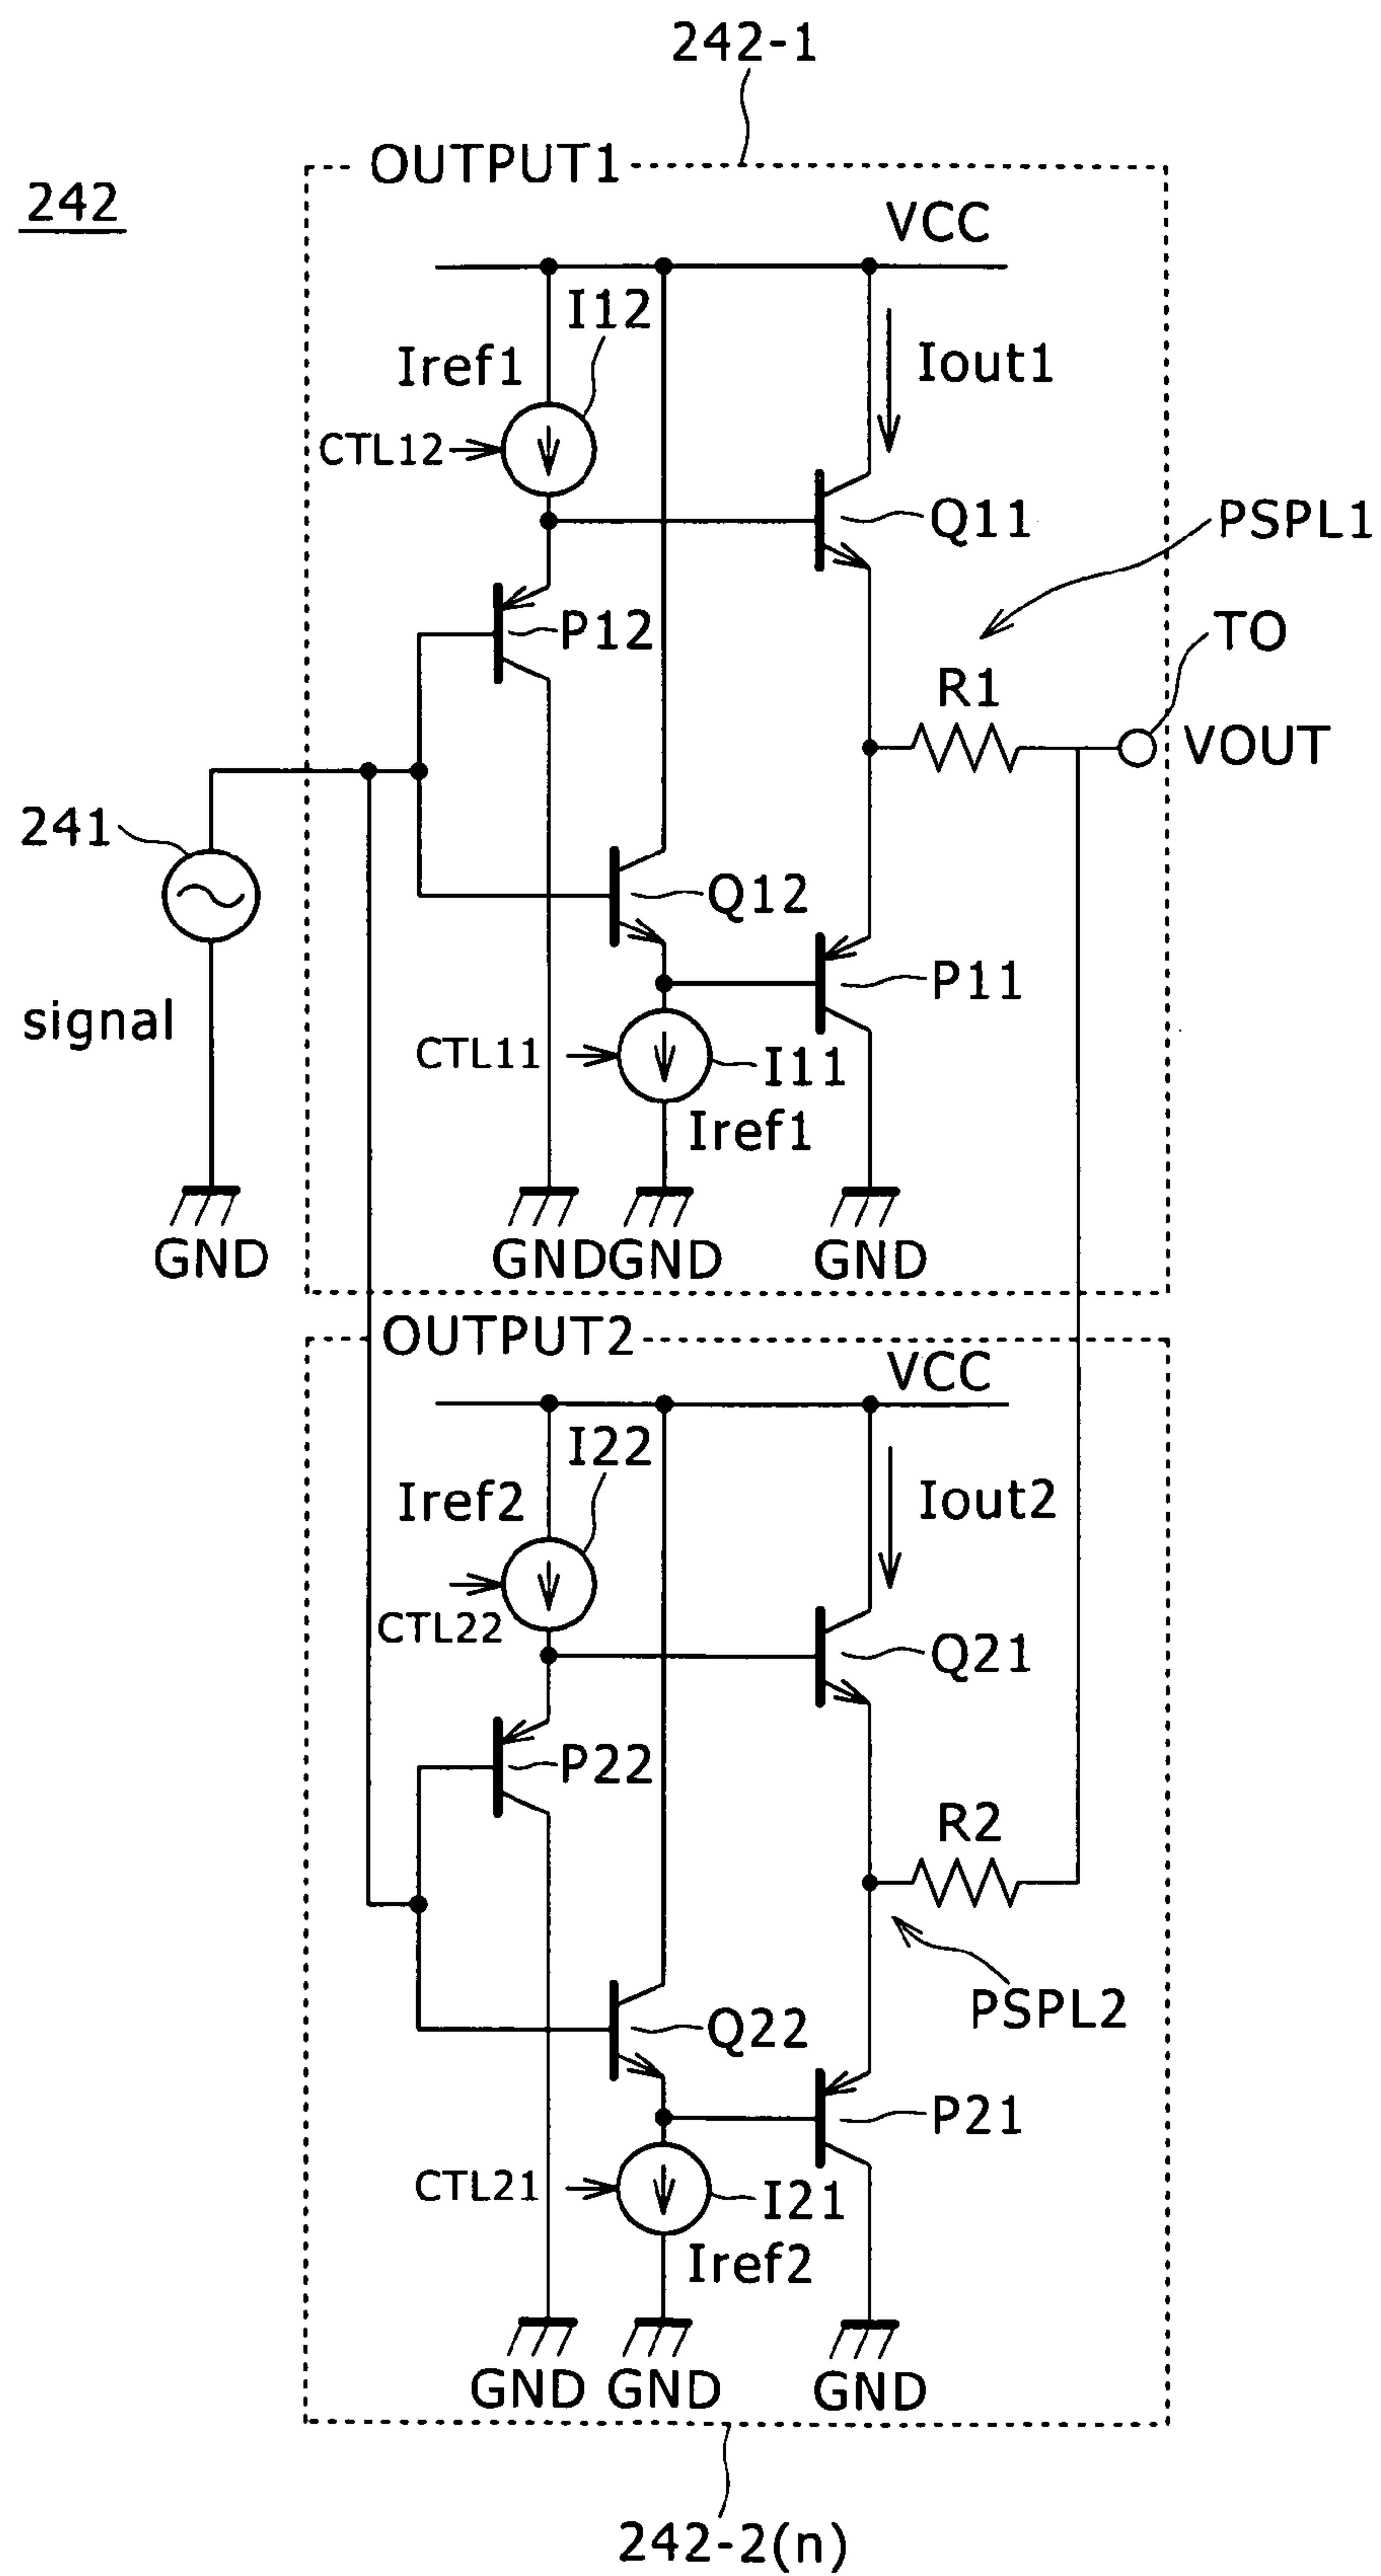 242-1
OUTPUT1
242
VCC
I12
Iref1
Iout1
CTL12
Q11
PSPL1
P12
TO
R1
VOUT
241
Q12
P11
signal
CTL11
I11
Iref1
GND
GND
GND
GND
OUTPUT2
VCC
I22
Iref2
Iout2
CTL22
Q21
P22
R2
PSPL2
Q22
P21
CTL21
I21
Iref2
GND
GND
GND
242-2(n)